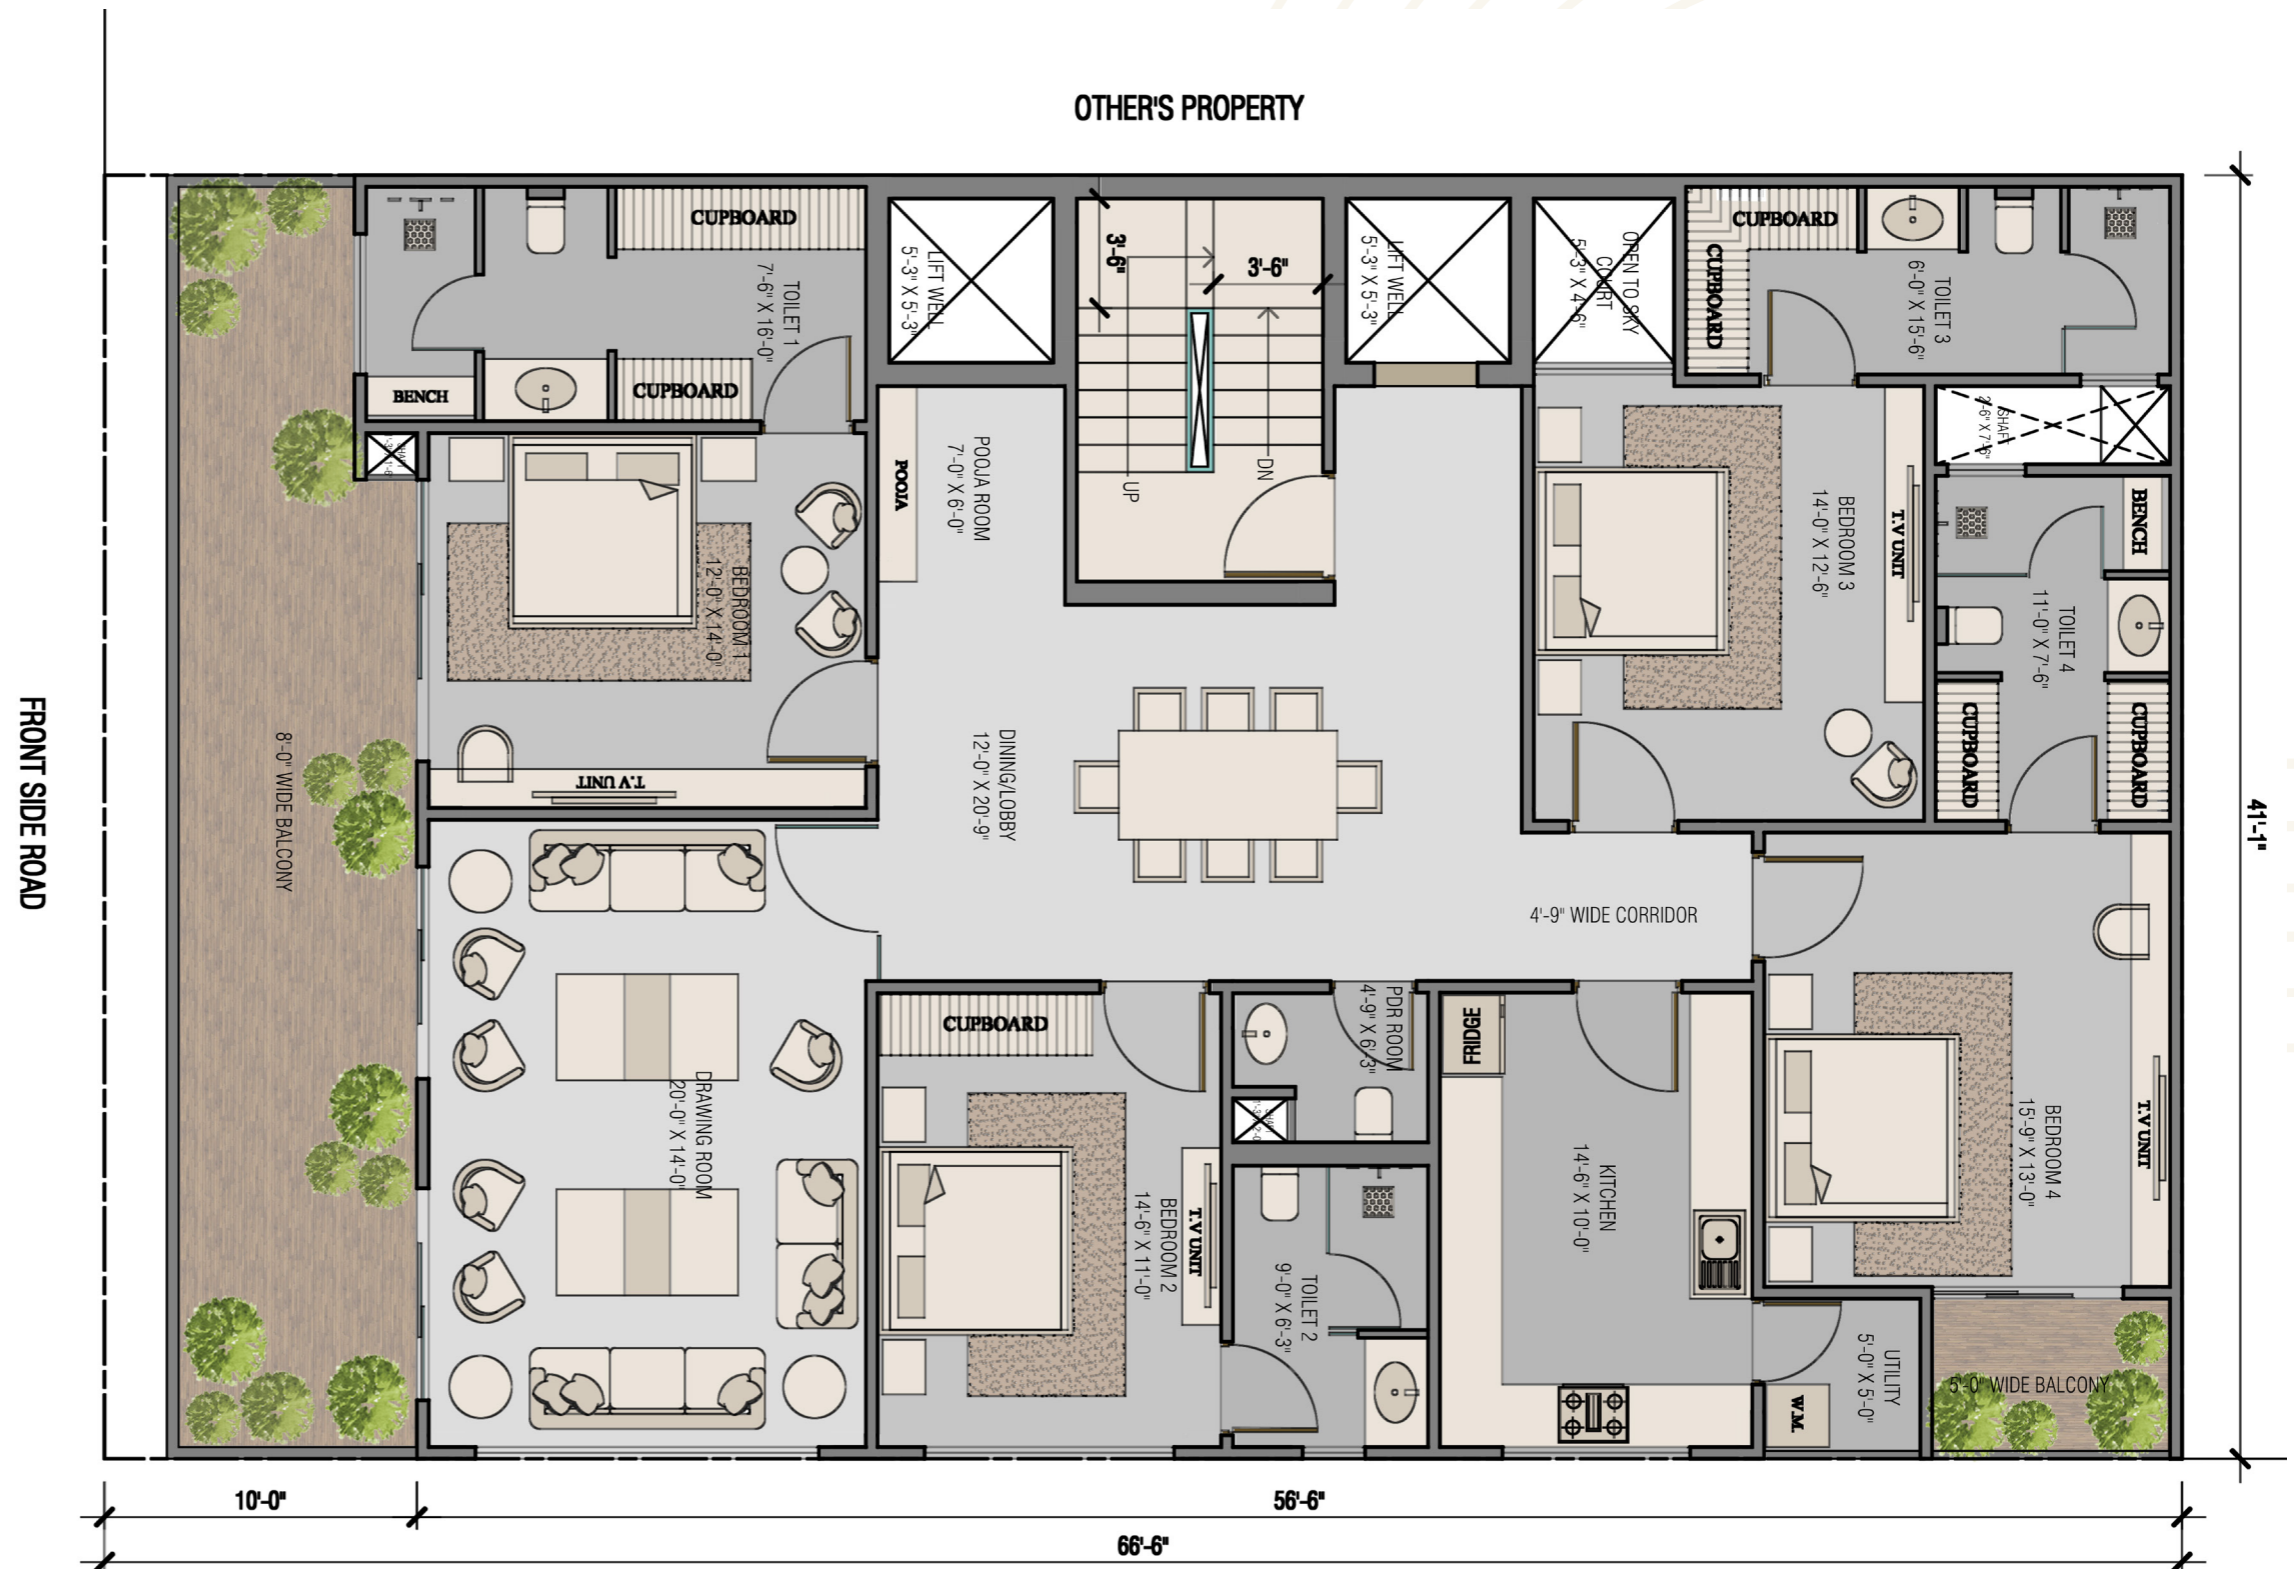 OTHER'S PROPERTY
FRONT SIDE ROAD
8'-0" WIDE BALCONY
CUPBOARD
TOILET 1
7'-6" X 16'-0"
BENCH
CUPBOARD
SHAFT
LIFT WELL
5'-3" X 5'-3"
3'-6"
3'-6"
UP
DN
LIFT WELL
5'-3" X 5'-3"
OPEN TO SKY
COURT
5'-3" X 4'-6"
CUPBOARD
CUPBOARD
TOILET 3
6'-0" X 15'-6"
SHAFT
2'-6" X 7'-6"
POOJA
POOJA ROOM
7'-0" X 6'-0"
BEDROOM 1
12'-0" X 14'-0"
T.V UNIT
BEDROOM 3
14'-0" X 12'-6"
T.V UNIT
BENCH
TOILET 4
11'-0" X 7'-6"
CUPBOARD
CUPBOARD
DINING/LOBBY
12'-0" X 20'-9"
4'-9" WIDE CORRIDOR
41'-1"
DRAWING ROOM
20'-0" X 14'-0"
CUPBOARD
BEDROOM 2
14'-6" X 11'-0"
T.V UNIT
PDR ROOM
4'-9" X 6'-3"
SHAFT
TOILET 2
9'-0" X 6'-3"
FRIDGE
KITCHEN
14'-6" X 10'-0"
BEDROOM 4
15'-9" X 13'-0"
T.V UNIT
UTILITY
5'-0" X 5'-0"
W.M
5'-0" WIDE BALCONY
10'-0"
56'-6"
66'-6"